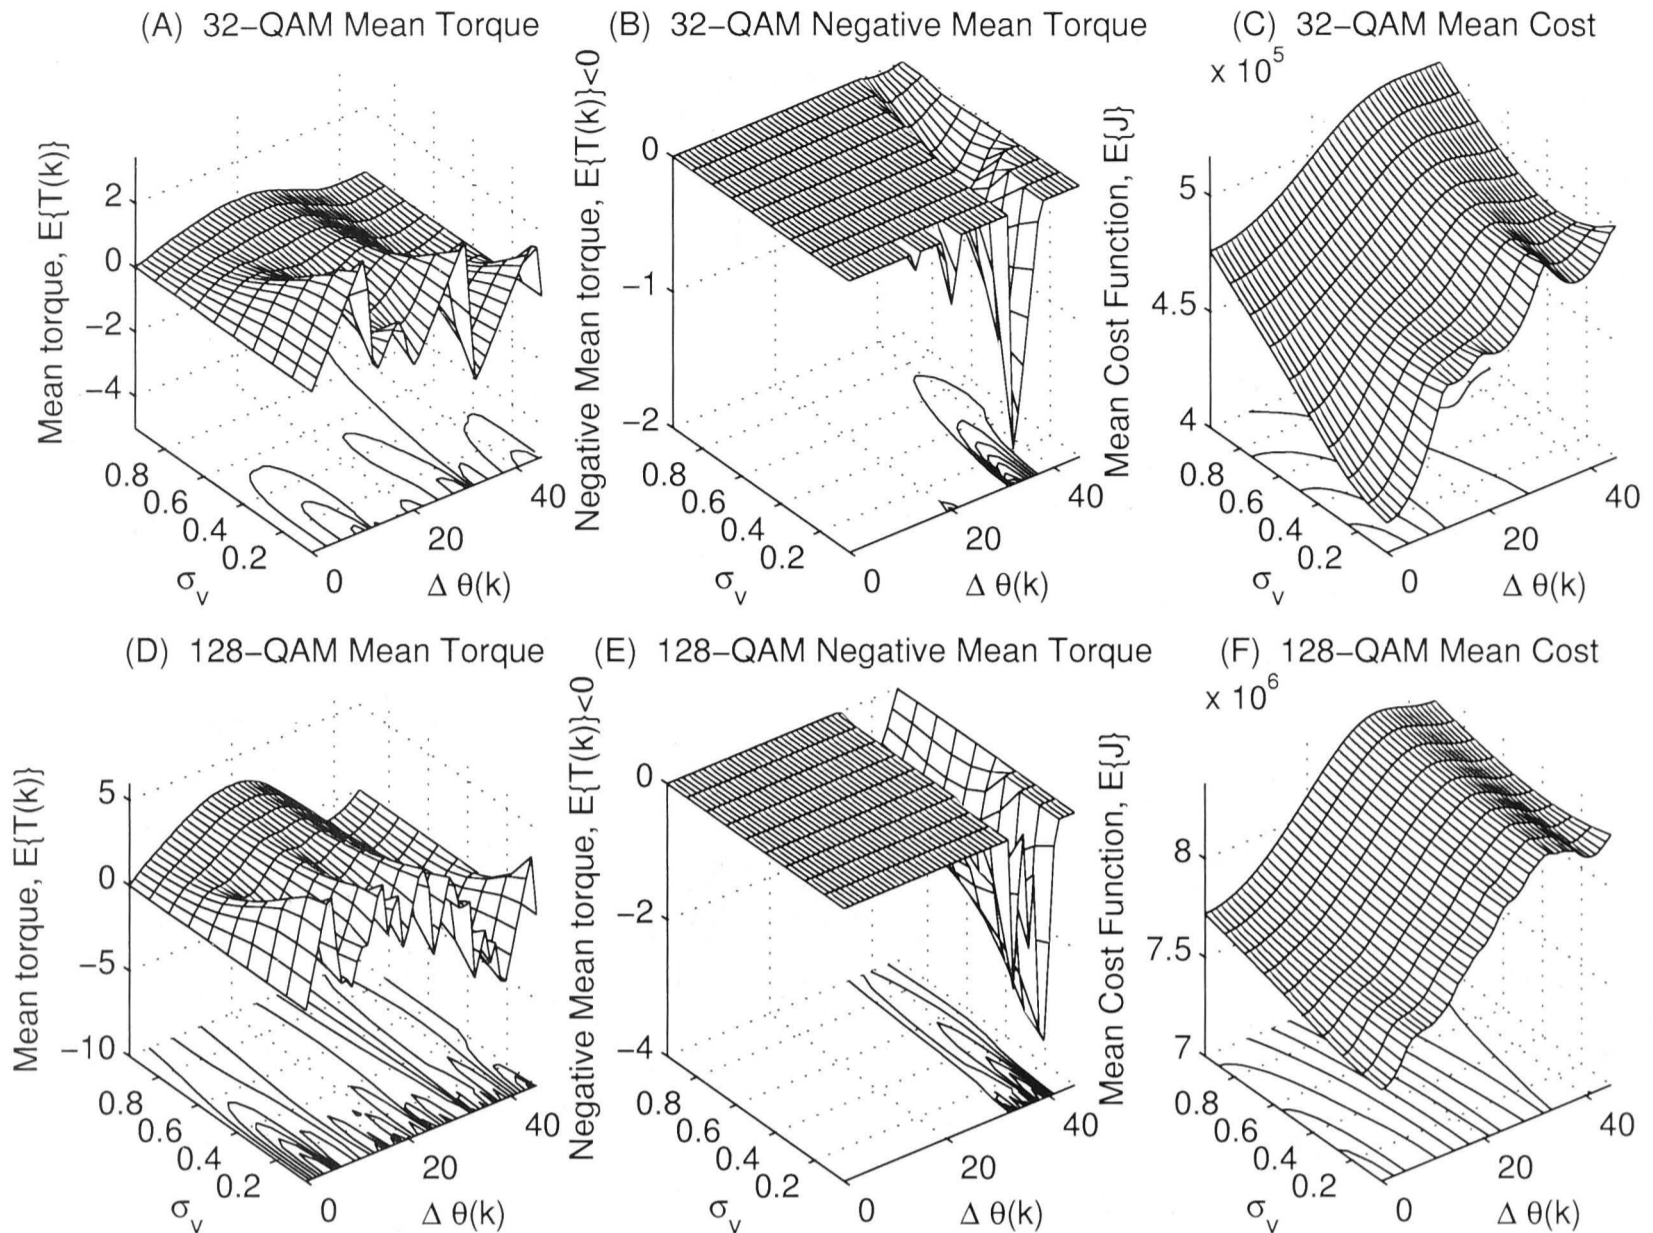 (A) 32−QAM Mean Torque
(B) 32−QAM Negative Mean Torque
(C) 32−QAM Mean Cost
Mean torque, E{T(k)}
2
0
−2
−4
0.8
0.6
0.4
0.2
σv
0
20
40
Δ θ(k)
Negative Mean torque, E{T(k)}<0
0
−1
−2
0.8
0.6
0.4
0.2
σv
0
20
40
Δ θ(k)
Mean Cost Function, E{J}
x 10^5
5
4.5
4
0.8
0.6
0.4
0.2
σv
0
20
40
Δ θ(k)
(D) 128−QAM Mean Torque
(E) 128−QAM Negative Mean Torque
(F) 128−QAM Mean Cost
Mean torque, E{T(k)}
5
0
−5
−10
0.8
0.6
0.4
0.2
σv
0
20
40
Δ θ(k)
Negative Mean torque, E{T(k)}<0
0
−2
−4
0.8
0.6
0.4
0.2
σv
0
20
40
Δ θ(k)
Mean Cost Function, E{J}
x 10^6
8
7.5
7
0.8
0.6
0.4
0.2
σv
0
20
40
Δ θ(k)